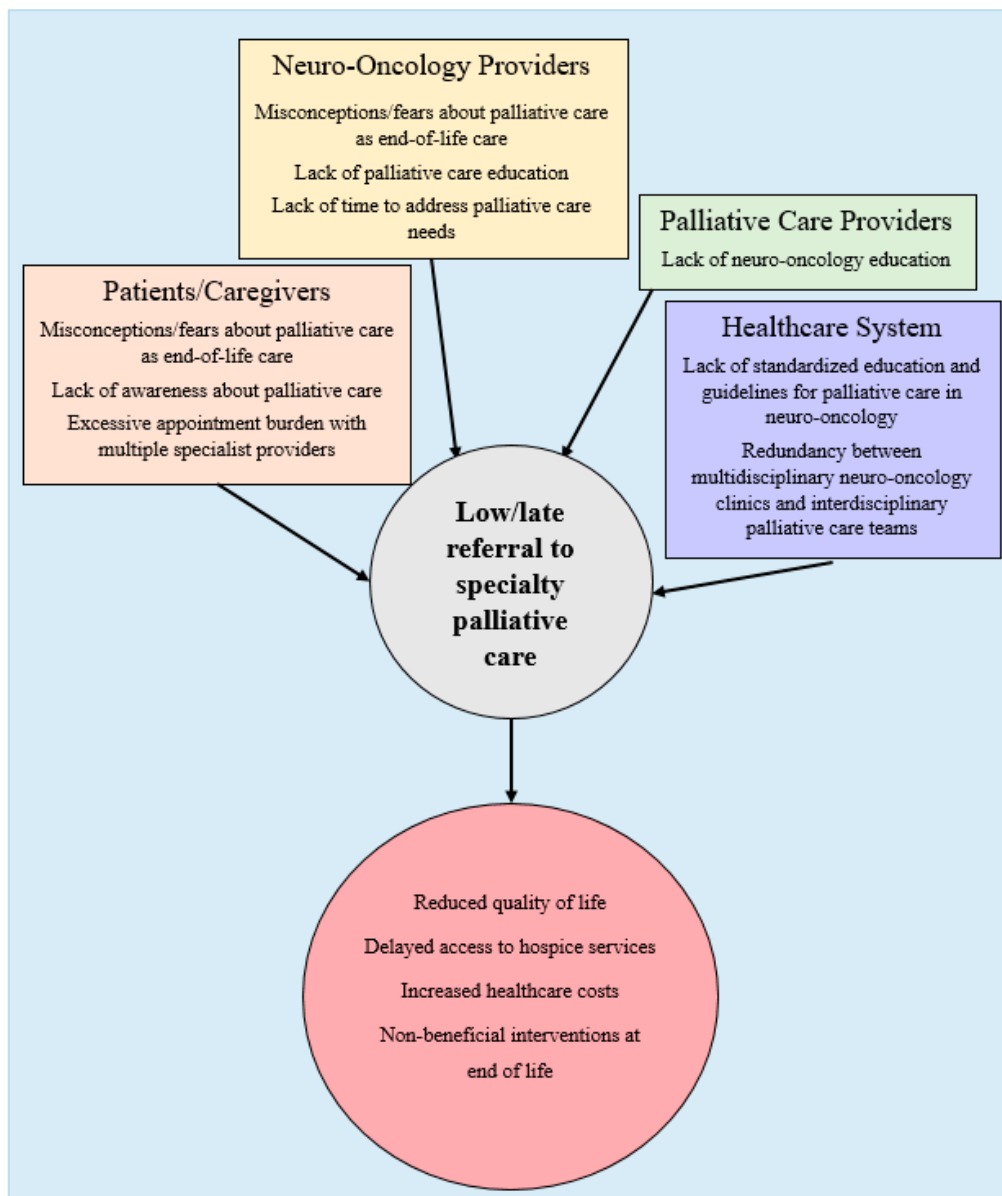 Neuro-Oncology Providers
Misconceptions/fears about palliative care
as end-of-life care
Lack of palliative care education
Lack of time to address palliative care
needs
Palliative Care Providers
Lack of neuro-oncology education
Patients/Caregivers
Misconceptions/fears about palliative care
as end-of-life care
Lack of awareness about palliative care
Excessive appointment burden with
multiple specialist providers
Healthcare System
Lack of standardized education and
guidelines for palliative care in
neuro-oncology
Redundancy between
multidisciplinary neuro-oncology
clinics and interdisciplinary
palliative care teams
Low/late
referral to
specialty
palliative
care
Reduced quality of life
Delayed access to hospice services
Increased healthcare costs
Non-beneficial interventions at
end of life